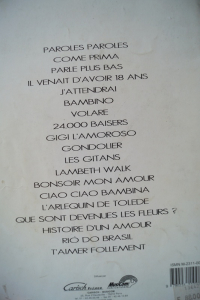 PAROLES PAROLES
COME PRIMA
PARLE PLUS BAS
IL VENAIT D'AVOIR 18 ANS
J'ATTENDRAI
BAMBINO
VOLARE
24.000 BAISERS
GIGI L'AMOROSO
GONDOLIER
LES GITANS
LAMBETH WALK
BONSOIR MON AMOUR
CIAO CIAO BAMBINA
L'ARLEQUIN DE TOLEDE
QUE SONT DEVENUES LES FLEURS ?
HISTOIRE D'UN AMOUR
RIO DO BRASIL
T'AIMER FOLLEMENT
Carlton